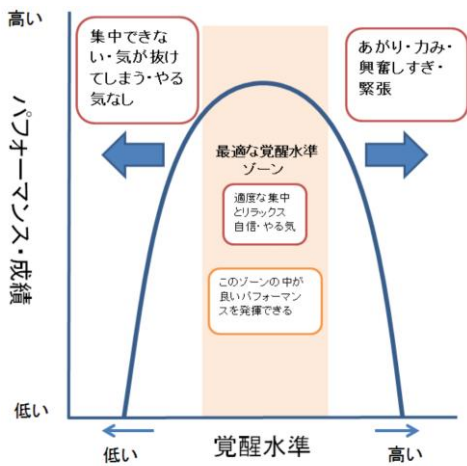 高い
集中できな
い・気が抜け
てしまう・やる
気なし
あがり・力み・
興奮しすぎ・
緊張
パフォーマンス・成績
最適な覚醒水準
ゾーン
適度な集中
とリラックス
自信・やる気
このゾーンの中が
良いパフォーマン
スを発揮できる
低い
低い
覚醒水準
高い